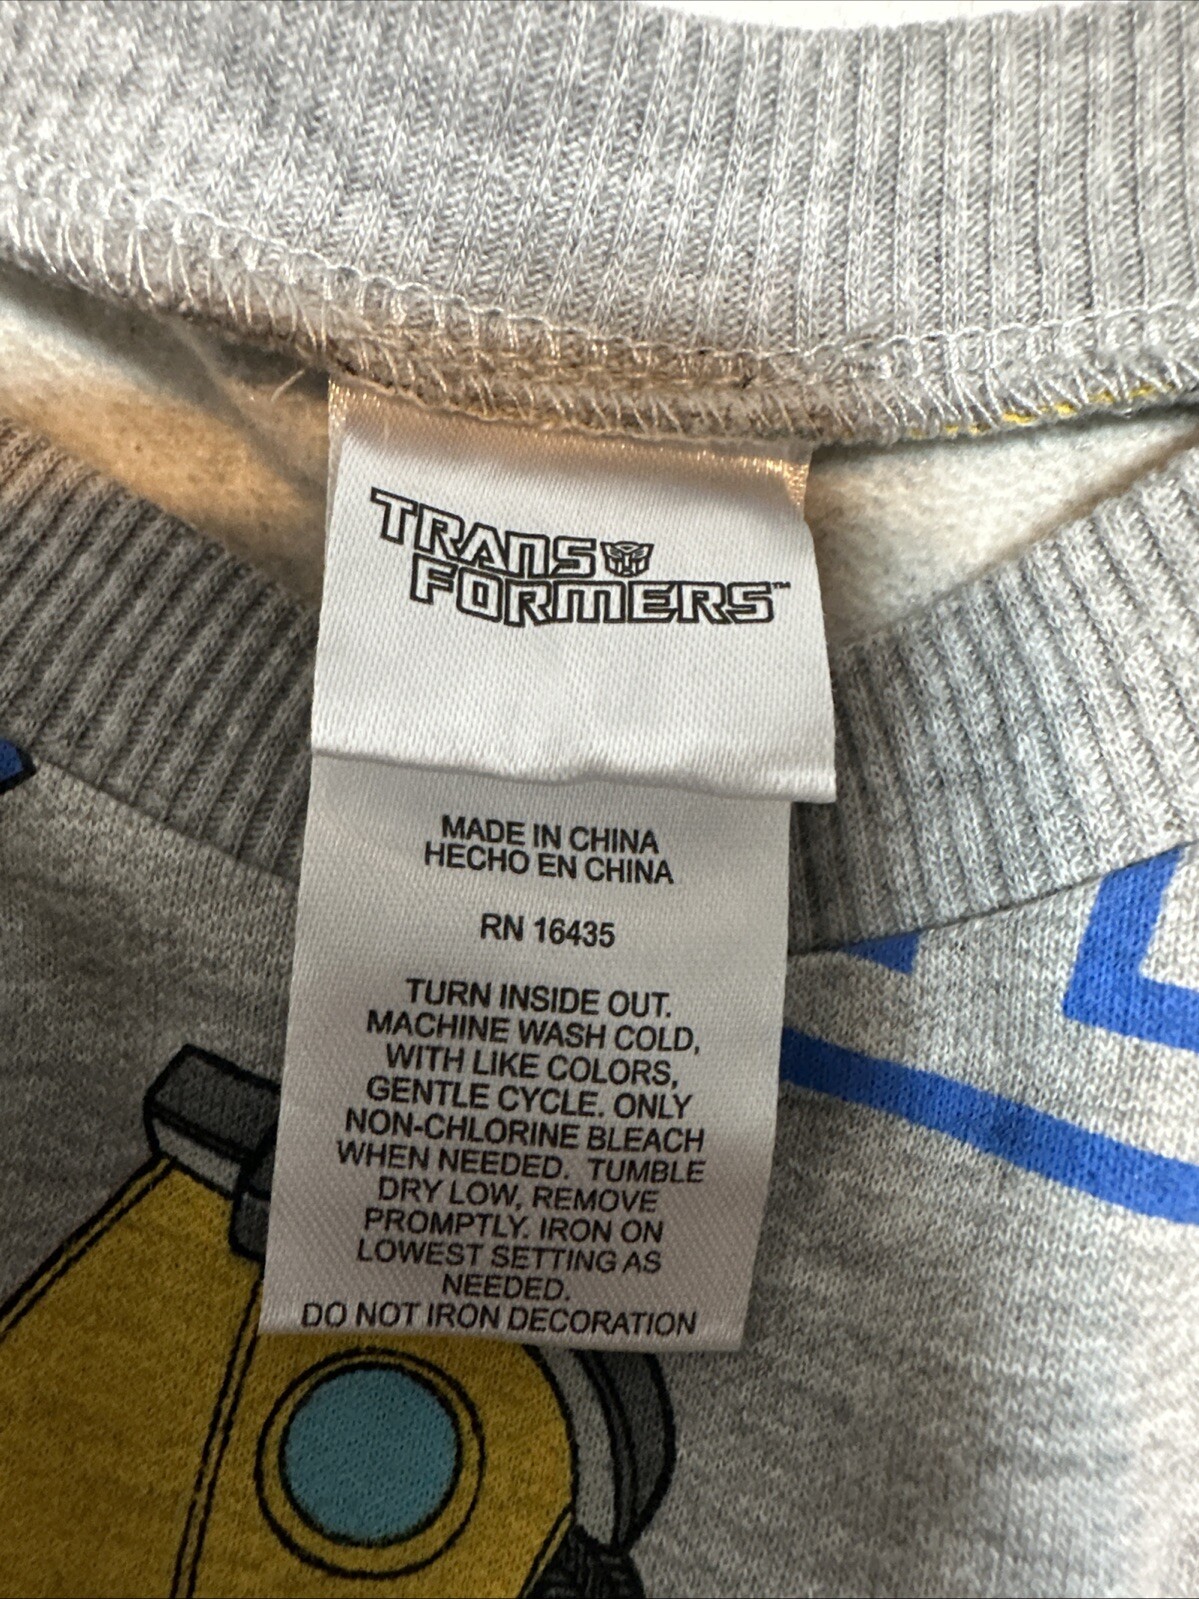 TRANS
FORMERS™
MADE IN CHINA
HECHO EN CHINA
RN 16435
TURN INSIDE OUT.
MACHINE WASH COLD,
WITH LIKE COLORS,
GENTLE CYCLE. ONLY
NON-CHLORINE BLEACH
WHEN NEEDED. TUMBLE
DRY LOW, REMOVE
PROMPTLY. IRON ON
LOWEST SETTING AS
NEEDED.
DO NOT IRON DECORATION